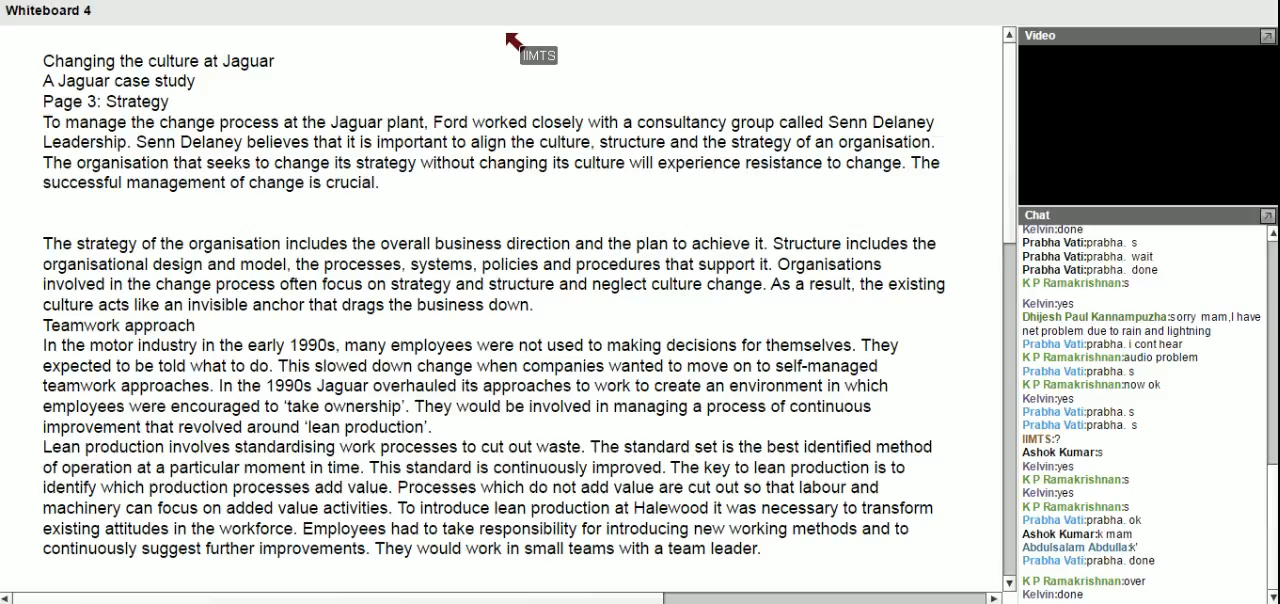 Whiteboard 4
IIMTS
Changing the culture at Jaguar
A Jaguar case study
Page 3: Strategy
To manage the change process at the Jaguar plant, Ford worked closely with a consultancy group called Senn Delaney
Leadership. Senn Delaney believes that it is important to align the culture, structure and the strategy of an organisation.
The organisation that seeks to change its strategy without changing its culture will experience resistance to change. The
successful management of change is crucial.
The strategy of the organisation includes the overall business direction and the plan to achieve it. Structure includes the
organisational design and model, the processes, systems, policies and procedures that support it. Organisations
involved in the change process often focus on strategy and structure and neglect culture change. As a result, the existing
culture acts like an invisible anchor that drags the business down.
Teamwork approach
In the motor industry in the early 1990s, many employees were not used to making decisions for themselves. They
expected to be told what to do. This slowed down change when companies wanted to move on to self-managed
teamwork approaches. In the 1990s Jaguar overhauled its approaches to work to create an environment in which
employees were encouraged to ‘take ownership’. They would be involved in managing a process of continuous
improvement that revolved around ‘lean production’.
Lean production involves standardising work processes to cut out waste. The standard set is the best identified method
of operation at a particular moment in time. This standard is continuously improved. The key to lean production is to
identify which production processes add value. Processes which do not add value are cut out so that labour and
machinery can focus on added value activities. To introduce lean production at Halewood it was necessary to transform
existing attitudes in the workforce. Employees had to take responsibility for introducing new working methods and to
continuously suggest further improvements. They would work in small teams with a team leader.
Video
Chat
Kelvin:done
Prabha Vati:prabha. s
Prabha Vati:prabha. wait
Prabha Vati:prabha. done
K P Ramakrishnan:s
Kelvin:yes
Dhijesh Paul Kannampuzha:sorry mam,I have
net problem due to rain and lightning
Prabha Vati:prabha. i cont hear
K P Ramakrishnan:audio problem
Prabha Vati:prabha. s
K P Ramakrishnan:now ok
Kelvin:yes
Prabha Vati:prabha. s
Prabha Vati:prabha. s
IIMTS:?
Ashok Kumar:s
Kelvin:yes
K P Ramakrishnan:s
Kelvin:yes
K P Ramakrishnan:s
Prabha Vati:prabha. ok
Ashok Kumar:k mam
Abdulsalam Abdulla:k'
Prabha Vati:prabha. done
K P Ramakrishnan:over
Kelvin:done